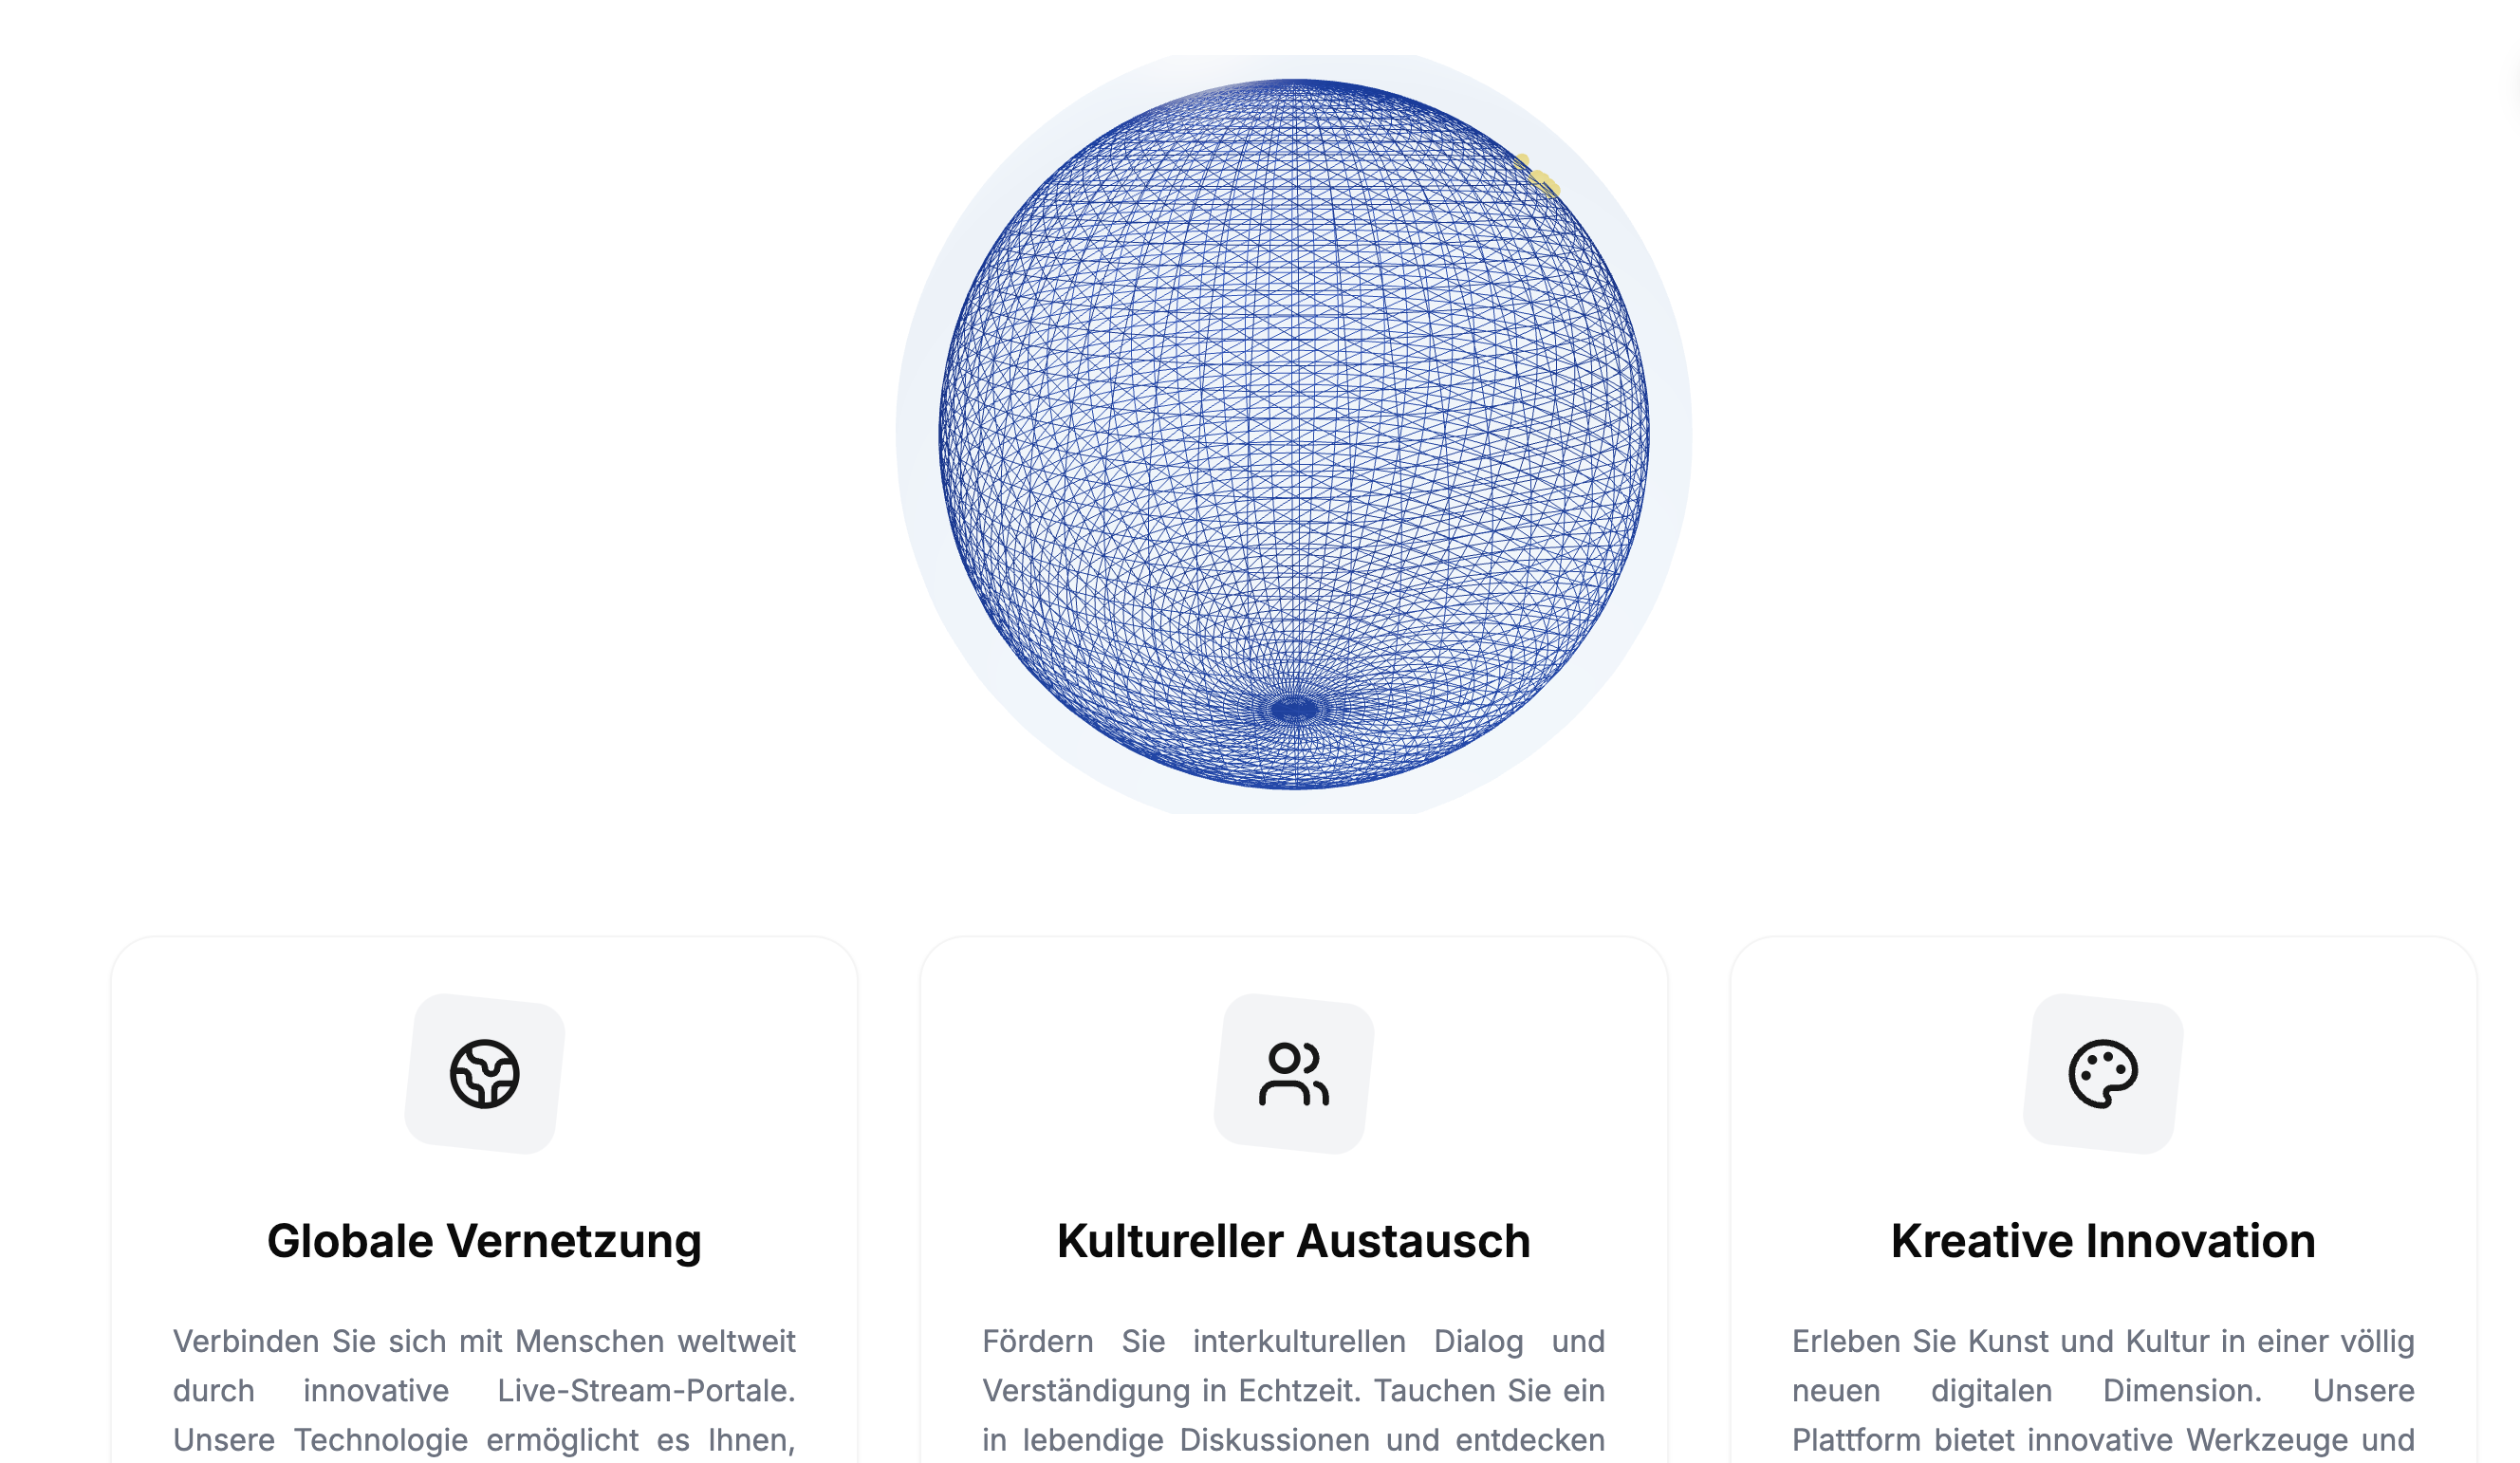 Globale Vernetzung
Verbinden Sie sich mit Menschen weltweit
durch innovative Live-Stream-Portale.
Unsere Technologie ermöglicht es Ihnen,
Kultureller Austausch
Fördern Sie interkulturellen Dialog und
Verständigung in Echtzeit. Tauchen Sie ein
in lebendige Diskussionen und entdecken
Kreative Innovation
Erleben Sie Kunst und Kultur in einer völlig
neuen digitalen Dimension. Unsere
Plattform bietet innovative Werkzeuge und